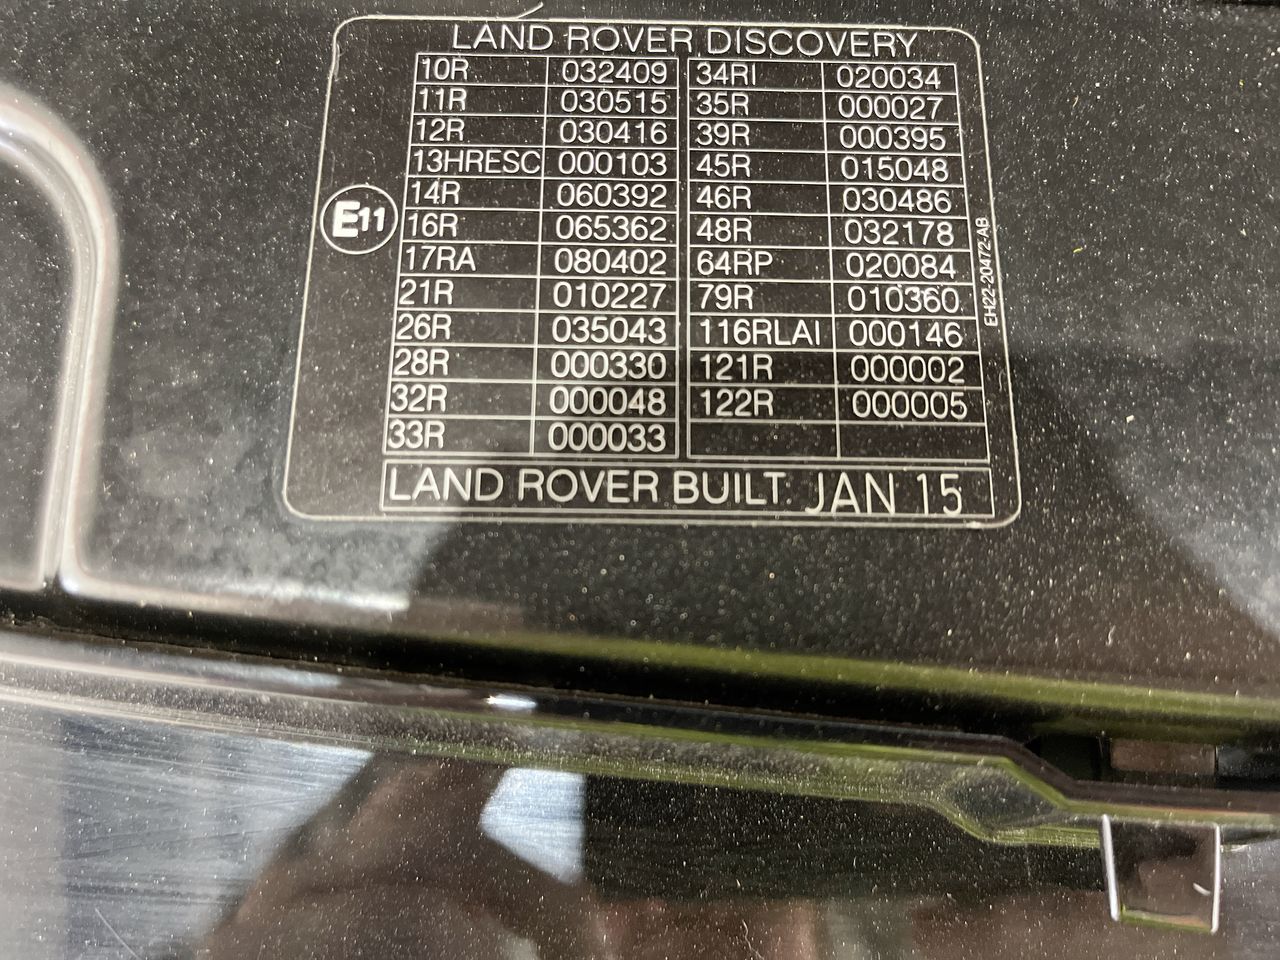 LAND ROVER DISCOVERY
10R 032409 34RI 020034
11R 030515 35R 000027
12R 030416 39R 000395
13HRESC 000103 45R 015048
14R 060392 46R 030486
E11
16R 065362 48R 032178
17RA 080402 64RP 020084
21R 010227 79R 010360
26R 035043 116RLAI 000146
28R 000330 121R 000002
32R 000048 122R 000005
33R 000033
EH22-20472-AB
LAND ROVER BUILT: JAN 15